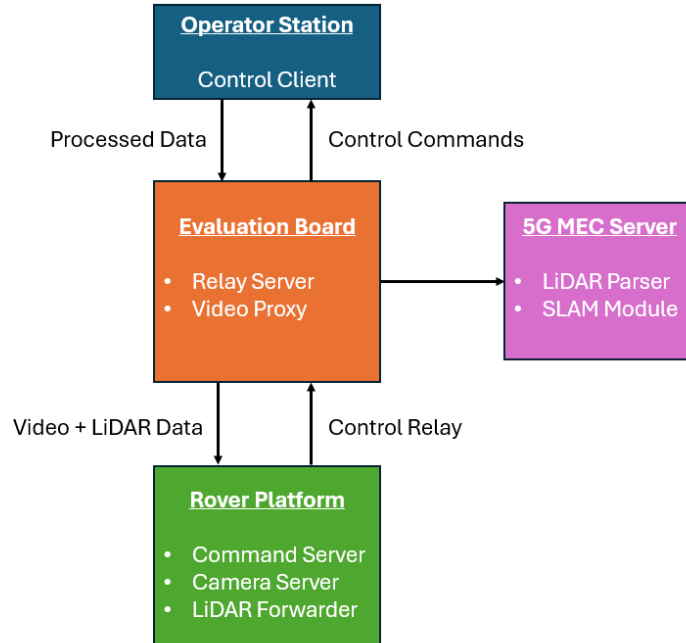 Operator Station
Control Client
Processed Data
Control Commands
Evaluation Board
• Relay Server
• Video Proxy
5G MEC Server
• LiDAR Parser
• SLAM Module
Video + LiDAR Data
Control Relay
Rover Platform
• Command Server
• Camera Server
• LiDAR Forwarder